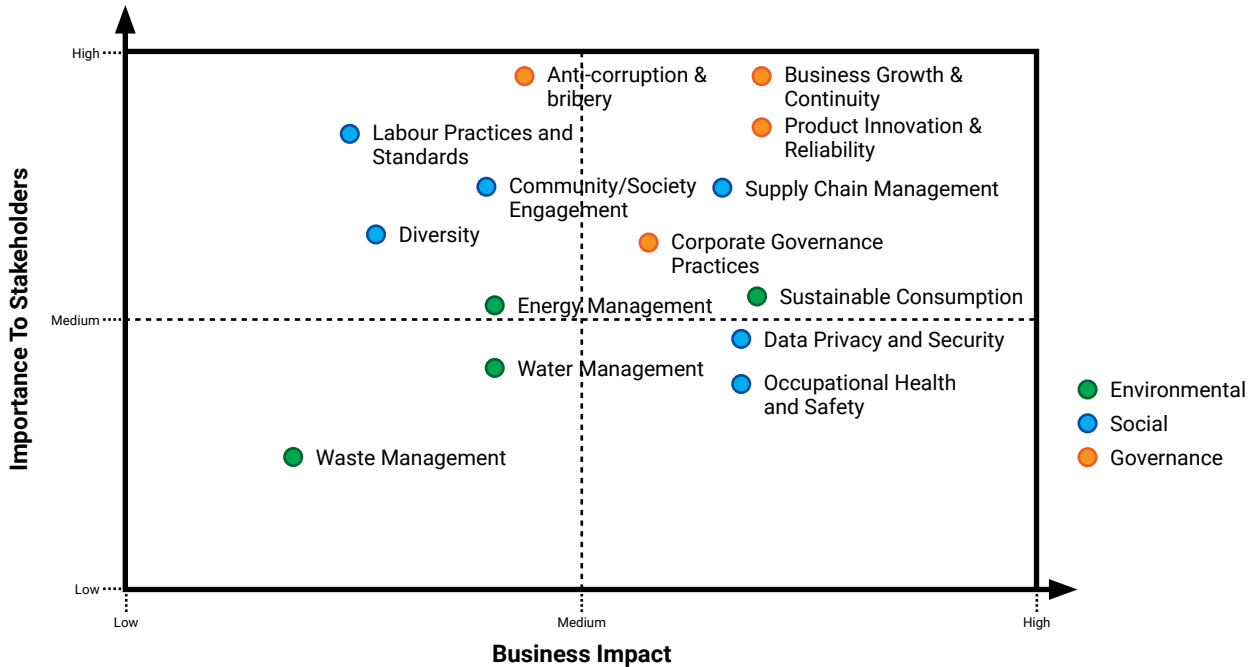 High
Anti-corruption &
bribery
Business Growth &
Continuity
Labour Practices and
Standards
Product Innovation &
Reliability
Community/Society
Engagement
Supply Chain Management
Diversity
Corporate Governance
Practices
Energy Management
Sustainable Consumption
Medium
Data Privacy and Security
Water Management
Occupational Health
and Safety
Waste Management
Importance To Stakeholders
Environmental
Social
Governance
Low
Low
Medium
High
Business Impact